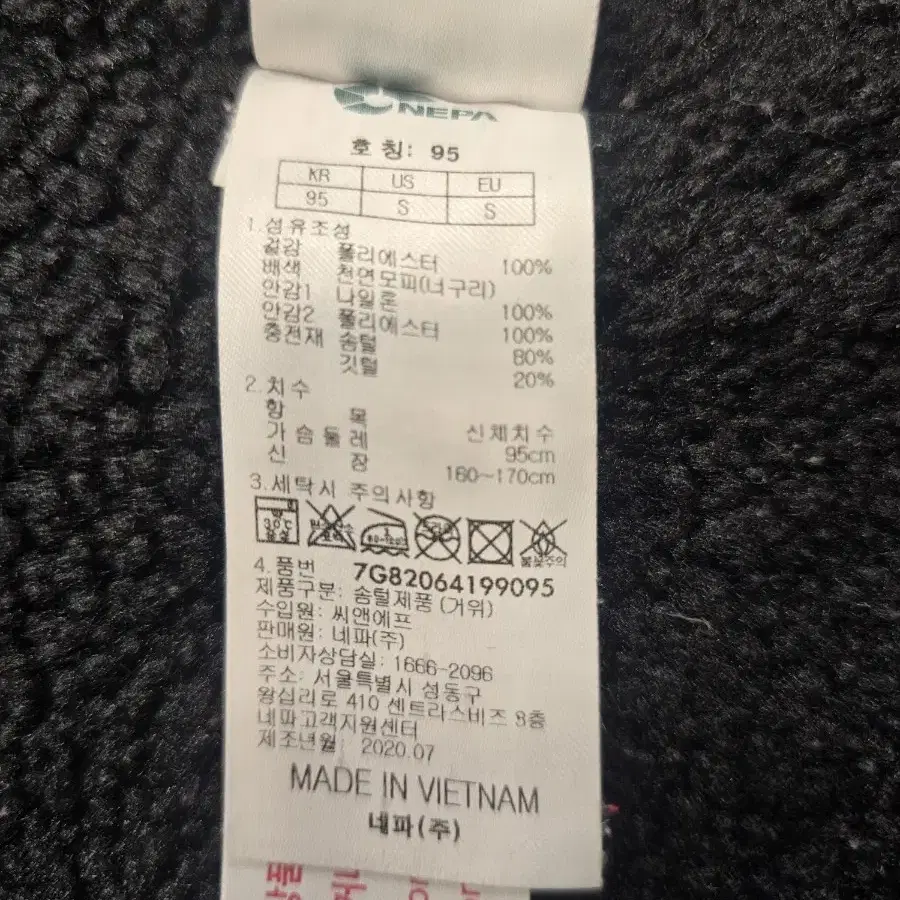 NEPA
호 칭: 95
KR US EU
95 S S
1.섬유조성
겉감 폴리에스터 100%
배색 천연모피(너구리)
안감1 나일론 100%
안감2 폴리에스터 100%
충전재 솜털 80%
깃털 20%
2.치수
항 목 신체치수
가슴둘레 95cm
신 장 160~170cm
3.세탁시 주의사항
30℃
불꽃주의
4.품번 7G82064199095
제품구분: 솜털제품 (거위)
수입원: 씨앤에프
판매원: 네파(주)
소비자상담실: 1666-2096
주소: 서울특별시 성동구
왕십리로 410 센트라스비즈 8층
네파고객지원센터
제조년월: 2020.07
MADE IN VIETNAM
네파(주)